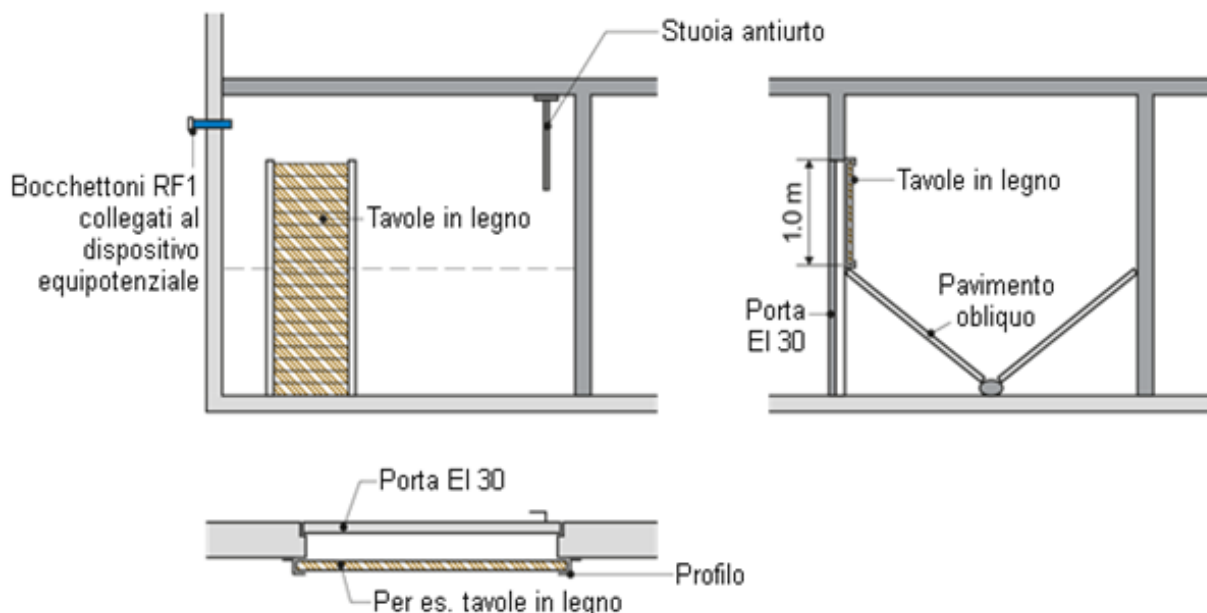 Stuoia antiurto
Bocchettoni RF1
collegati al
dispositivo
equipotenziale
Tavole in legno
1.0 m
Tavole in legno
Porta
EI 30
Pavimento
obliquo
Porta EI 30
Profilo
Per es. tavole in legno